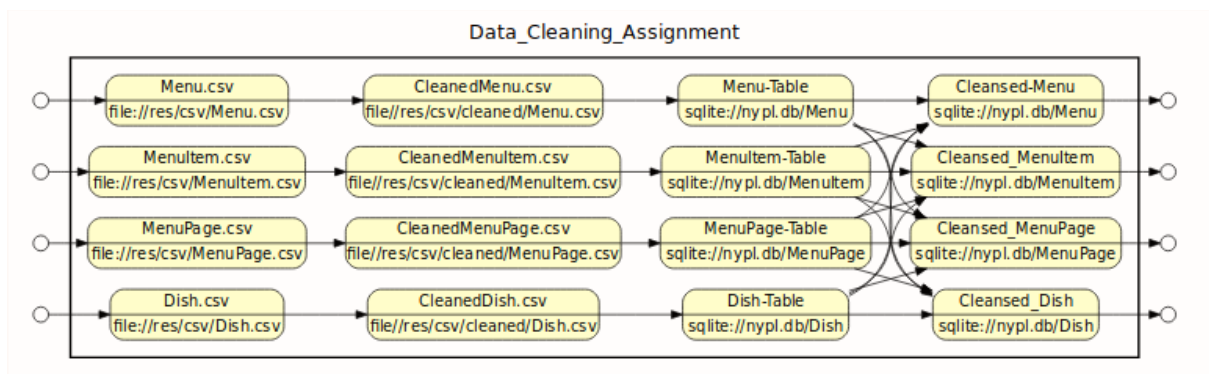 Data_Cleaning_Assignment
Menu.csv
file://res/csv/Menu.csv
CleanedMenu.csv
file//res/csv/cleaned/Menu.csv
Menu-Table
sqlite://nypl.db/Menu
Cleansed-Menu
sqlite://nypl.db/Menu
MenuItem.csv
file://res/csv/MenuItem.csv
CleanedMenuItem.csv
file//res/csv/cleaned/MenuItem.csv
MenuItem-Table
sqlite://nypl.db/MenuItem
Cleansed_MenuItem
sqlite://nypl.db/MenuItem
MenuPage.csv
file://res/csv/MenuPage.csv
CleanedMenuPage.csv
file//res/csv/cleaned/MenuPage.csv
MenuPage-Table
sqlite://nypl.db/MenuPage
Cleansed_MenuPage
sqlite://nypl.db/MenuPage
Dish.csv
file://res/csv/Dish.csv
CleanedDish.csv
file//res/csv/cleaned/Dish.csv
Dish-Table
sqlite://nypl.db/Dish
Cleansed_Dish
sqlite://nypl.db/Dish